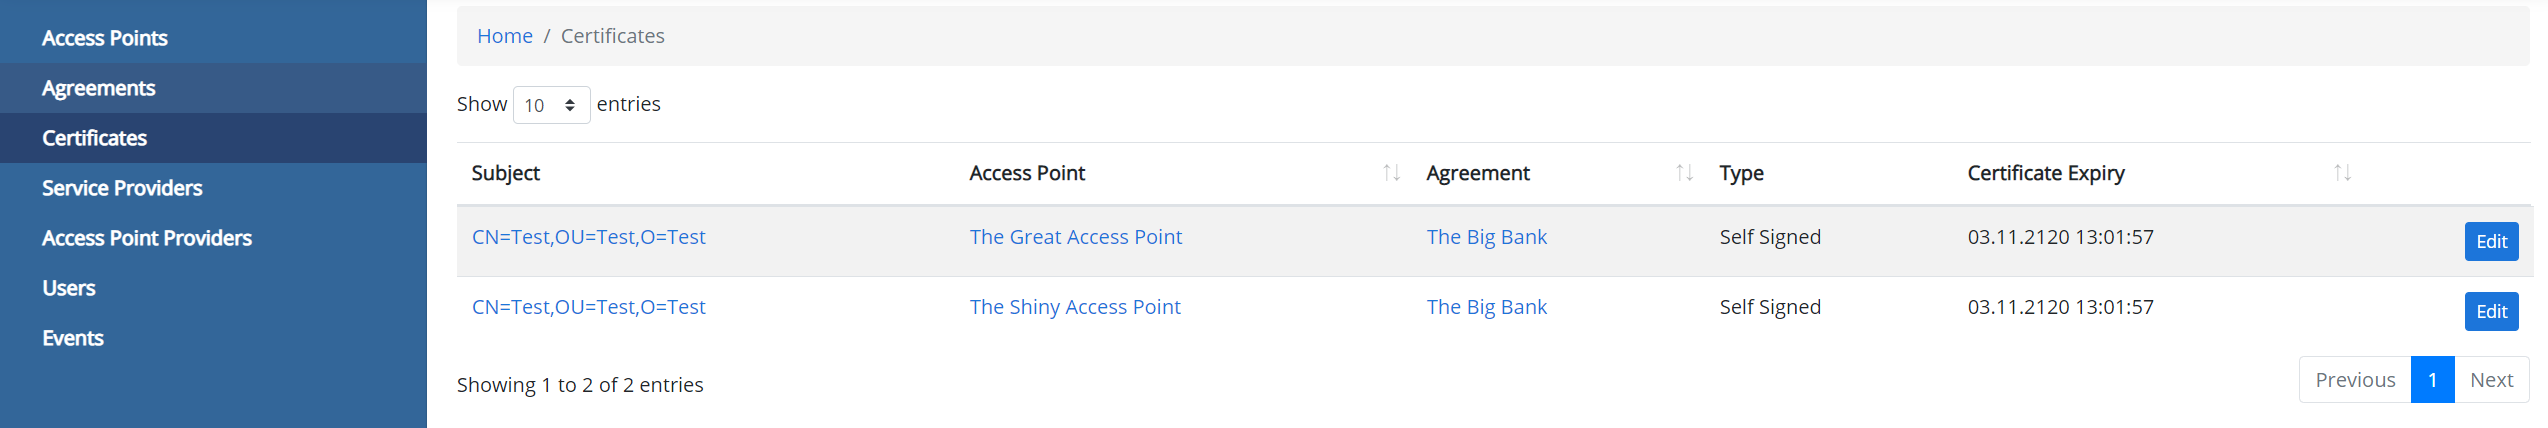 Access Points
Agreements
Certificates
Service Providers
Access Point Providers
Users
Events
Home / Certificates
Show 10 entries
Subject Access Point Agreement Type Certificate Expiry
CN=Test,OU=Test,O=Test The Great Access Point The Big Bank Self Signed 03.11.2120 13:01:57 Edit
CN=Test,OU=Test,O=Test The Shiny Access Point The Big Bank Self Signed 03.11.2120 13:01:57 Edit
Showing 1 to 2 of 2 entries
Previous 1 Next